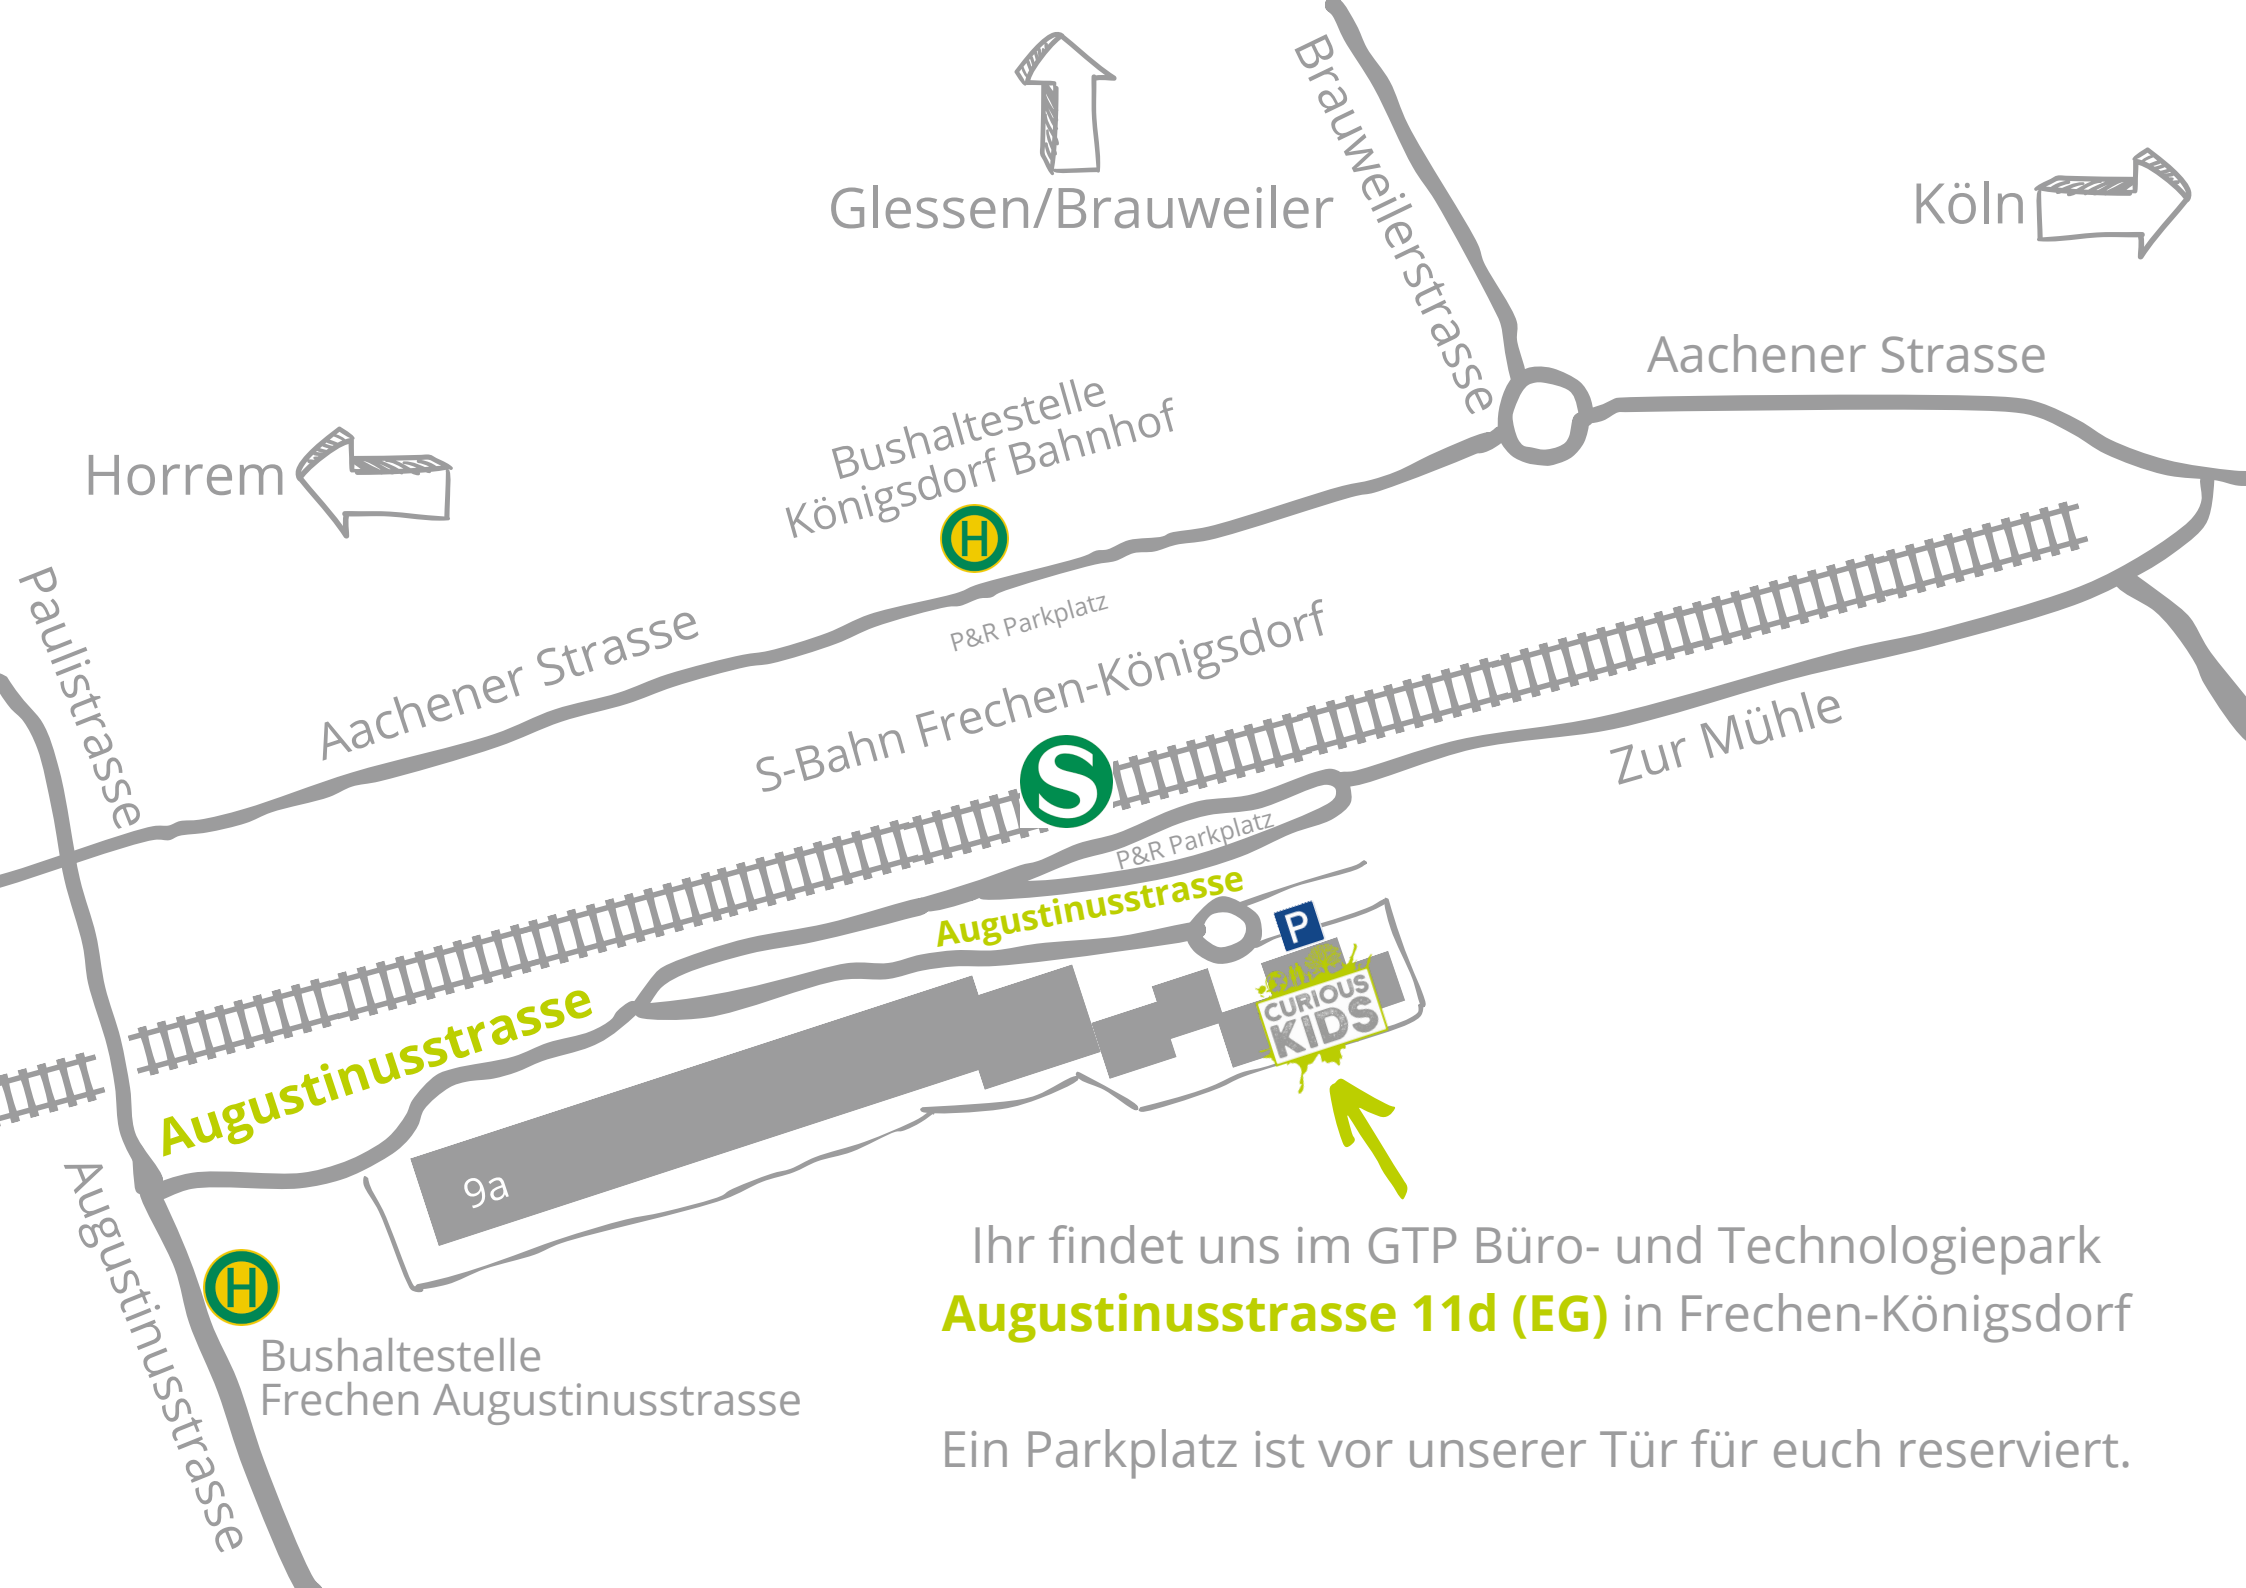 Glessen/Brauweiler
Brauweilerstrasse
Köln
Aachener Strasse
Bushaltestelle
Königsdorf Bahnhof
H
Horrem
Paulistrasse
Aachener Strasse
P&R Parkplatz
S-Bahn Frechen-Königsdorf
S
Zur Mühle
P&R Parkplatz
Augustinusstrasse
P
CURIOUS
KIDS
Augustinusstrasse
9a
Augustinusstrasse
H
Bushaltestelle
Frechen Augustinusstrasse
Ihr findet uns im GTP Büro- und Technologiepark
Augustinusstrasse 11d (EG) in Frechen-Königsdorf
Ein Parkplatz ist vor unserer Tür für euch reserviert.